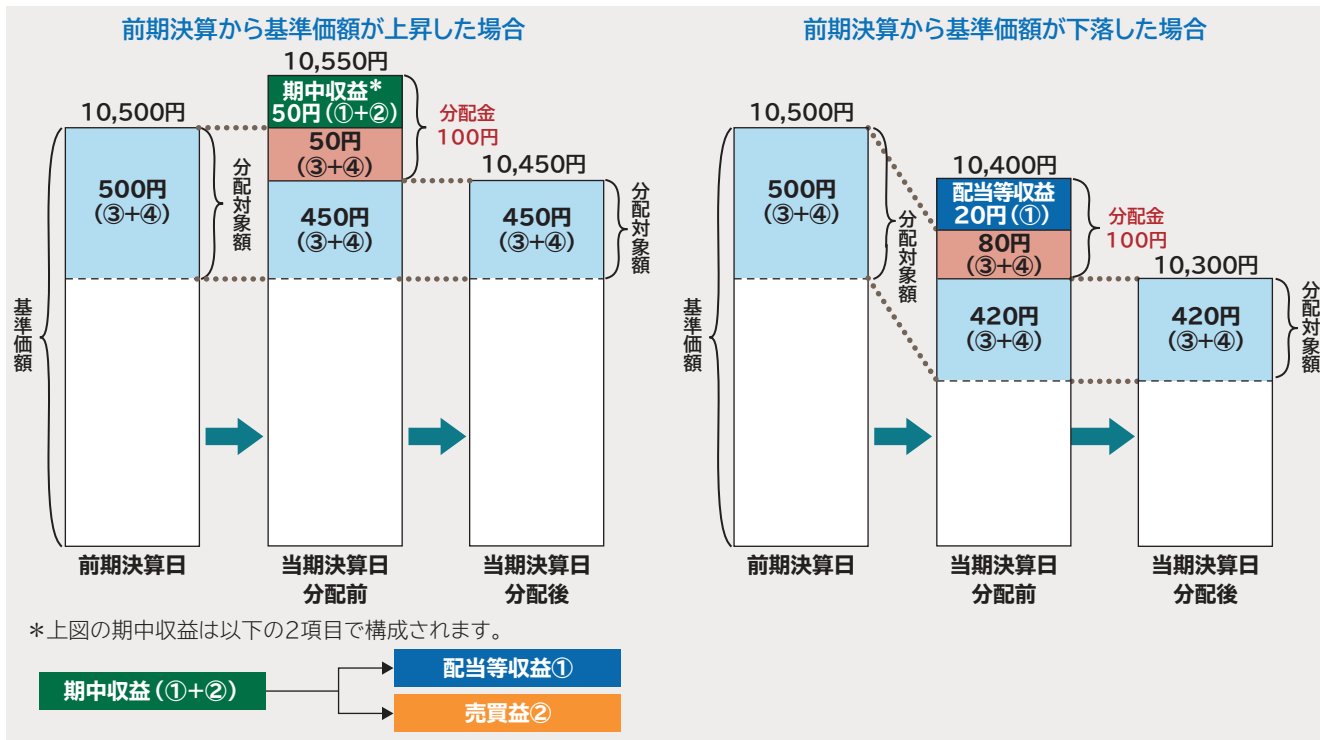 前期決算から基準価額が上昇した場合
10,500円
500円
(③+④)
分配対象額
基準価額
前期決算日
10,550円
期中収益*
50円(①+②)
50円
(③+④)
450円
(③+④)
分配金
100円
当期決算日
分配前
10,450円
450円
(③+④)
分配対象額
当期決算日
分配後
前期決算から基準価額が下落した場合
10,500円
500円
(③+④)
分配対象額
基準価額
前期決算日
10,400円
配当等収益
20円(①)
80円
(③+④)
420円
(③+④)
分配金
100円
当期決算日
分配前
10,300円
420円
(③+④)
分配対象額
当期決算日
分配後
*上図の期中収益は以下の2項目で構成されます。
期中収益(①+②)
配当等収益①
売買益②